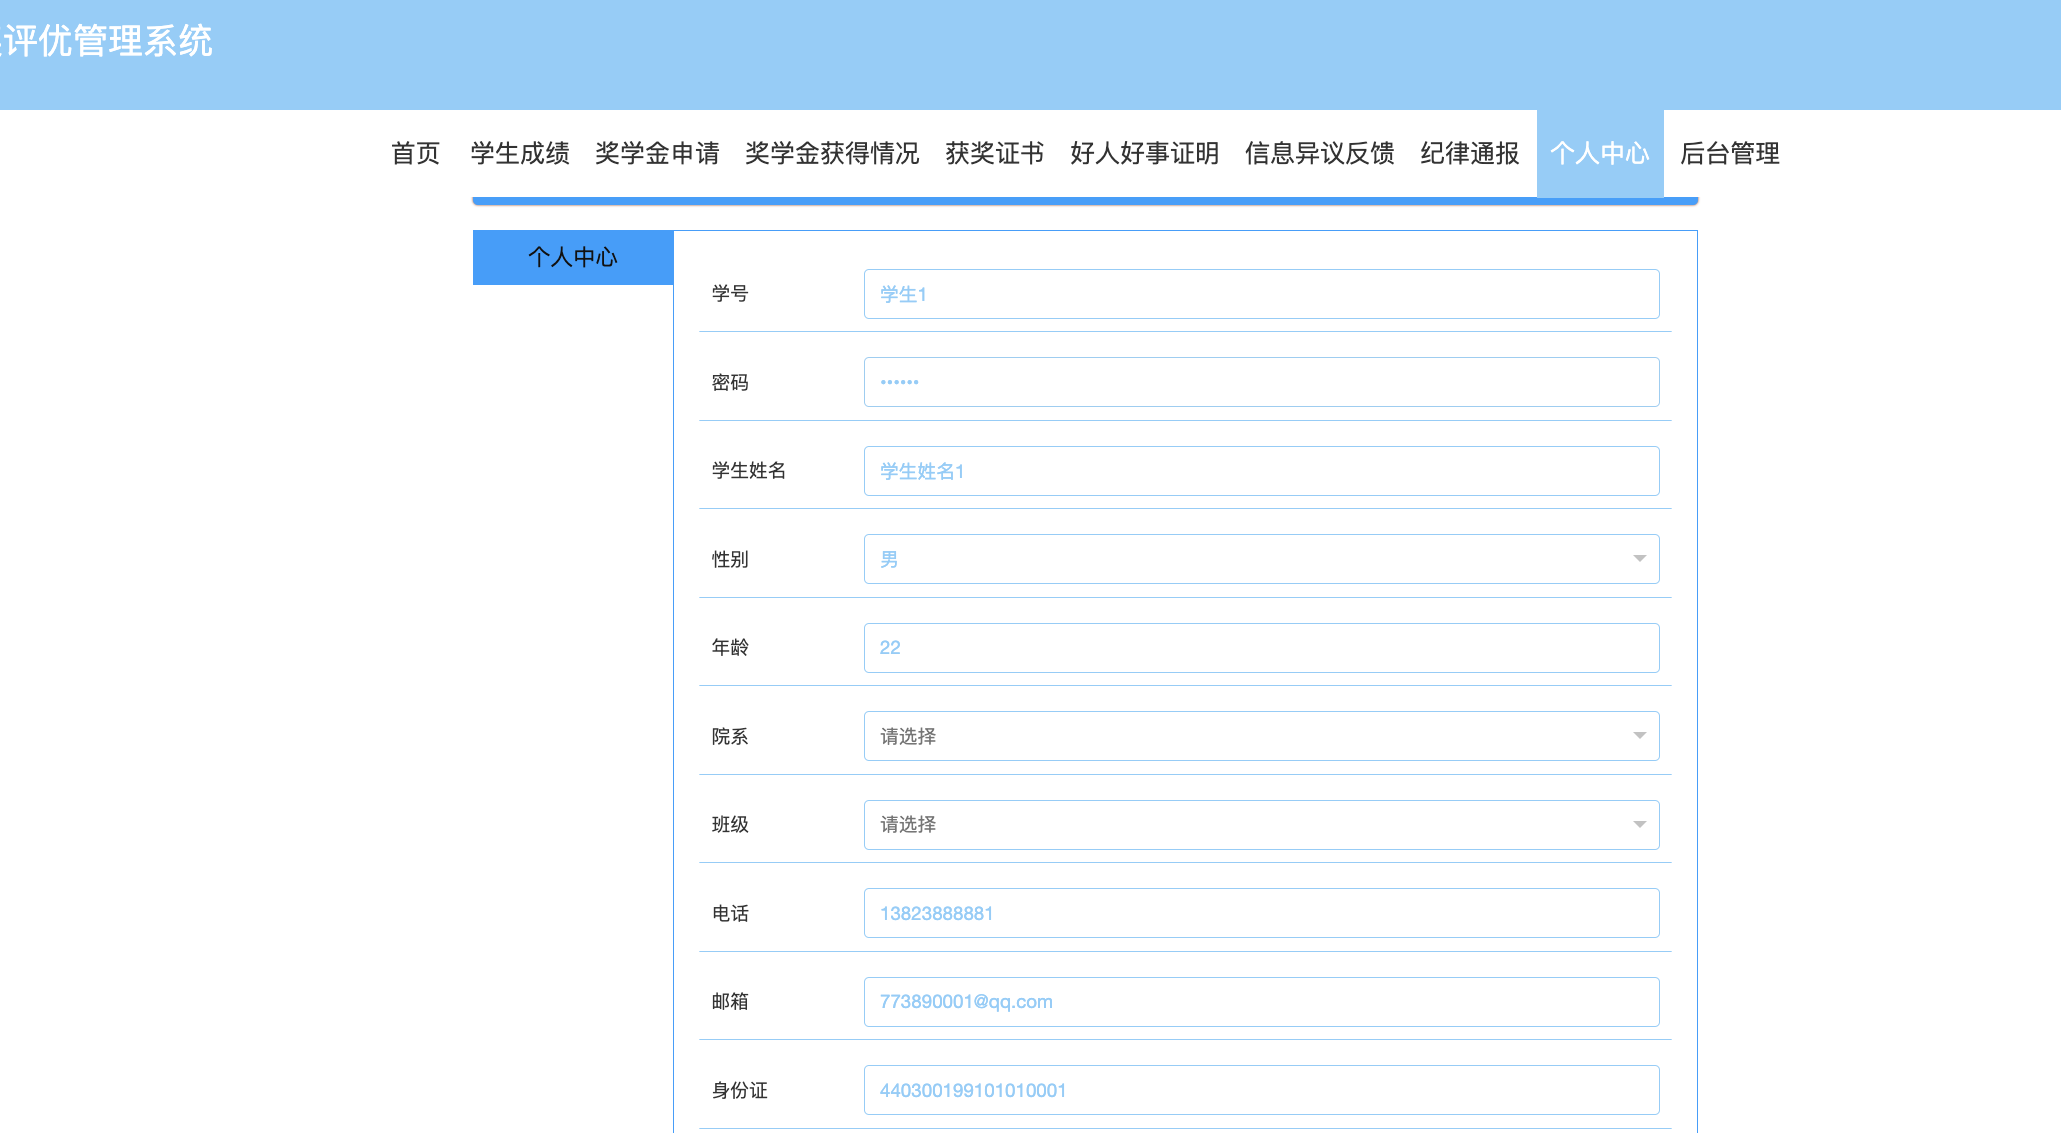 评优管理系统
首页 学生成绩 奖学金申请 奖学金获得情况 获奖证书 好人好事证明 信息异议反馈 纪律通报 个人中心 后台管理
个人中心
学号 学生1
密码 ••••••
学生姓名 学生姓名1
性别 男
年龄 22
院系 请选择
班级 请选择
电话 13823888881
邮箱 773890001@qq.com
身份证 440300199101010001